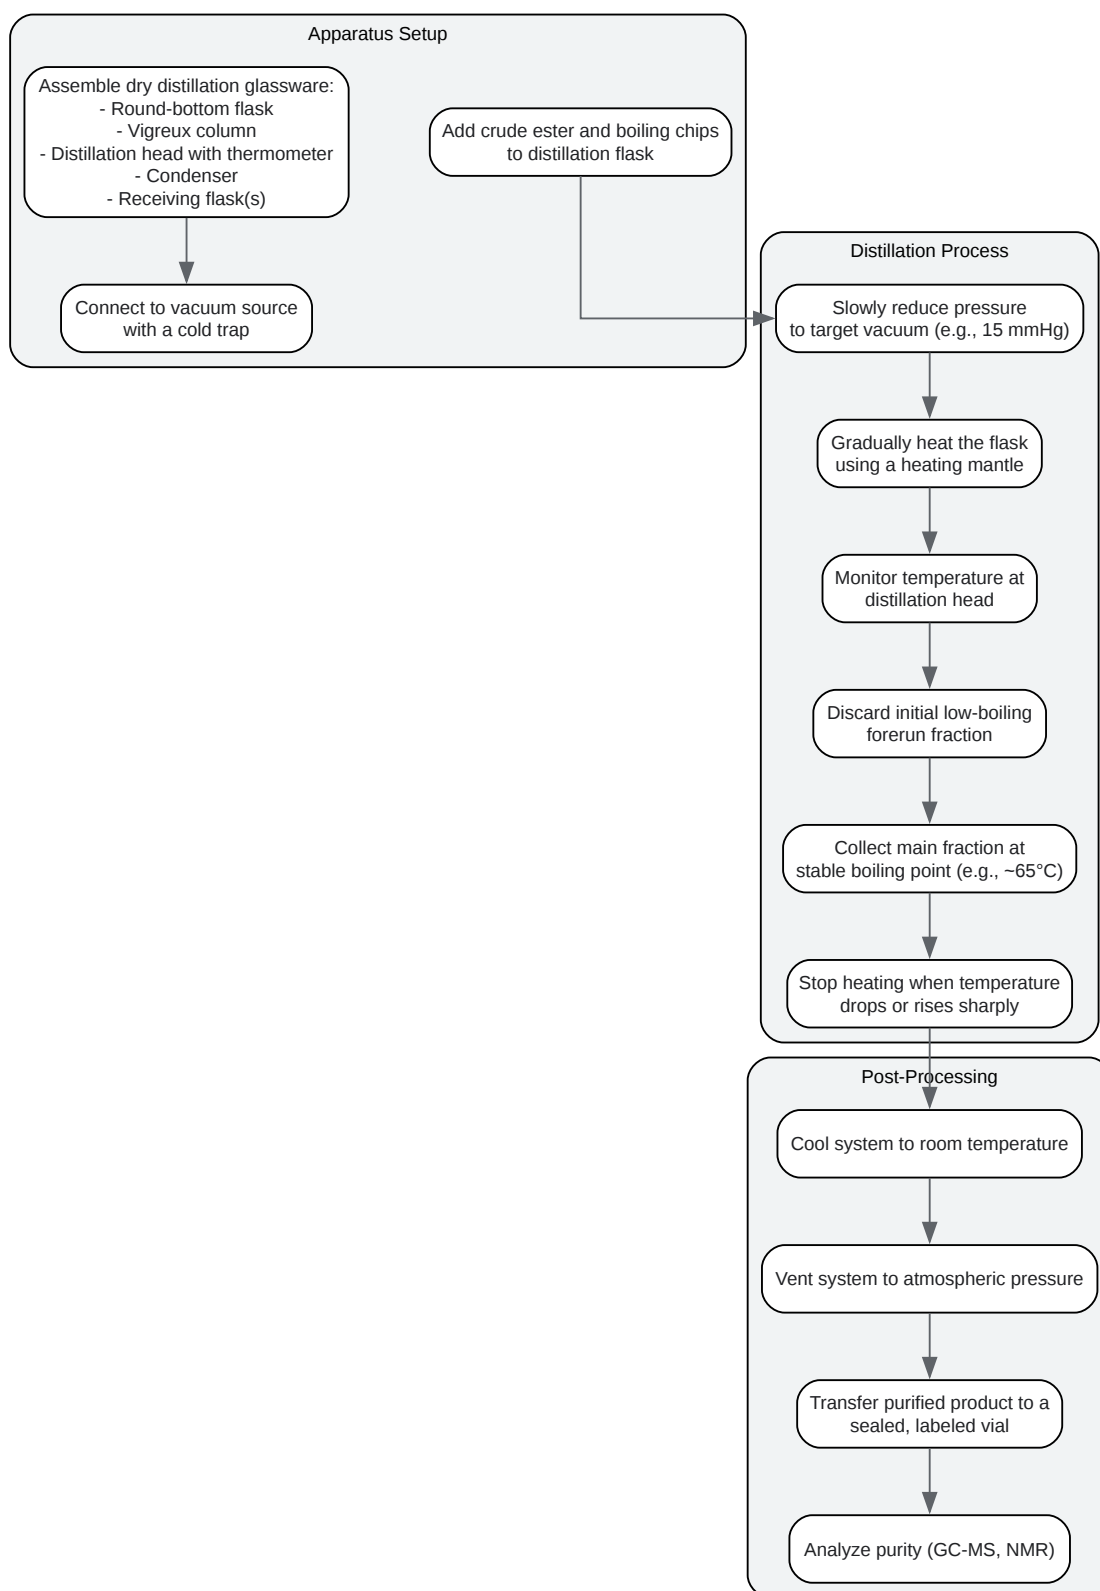 Apparatus Setup
Assemble dry distillation glassware:
- Round-bottom flask
- Vigreux column
- Distillation head with thermometer
- Condenser
- Receiving flask(s)
Add crude ester and boiling chips
to distillation flask
Connect to vacuum source
with a cold trap
Distillation Process
Slowly reduce pressure
to target vacuum (e.g., 15 mmHg)
Gradually heat the flask
using a heating mantle
Monitor temperature at
distillation head
Discard initial low-boiling
forerun fraction
Collect main fraction at
stable boiling point (e.g., ~65°C)
Stop heating when temperature
drops or rises sharply
Post-Processing
Cool system to room temperature
Vent system to atmospheric pressure
Transfer purified product to a
sealed, labeled vial
Analyze purity (GC-MS, NMR)